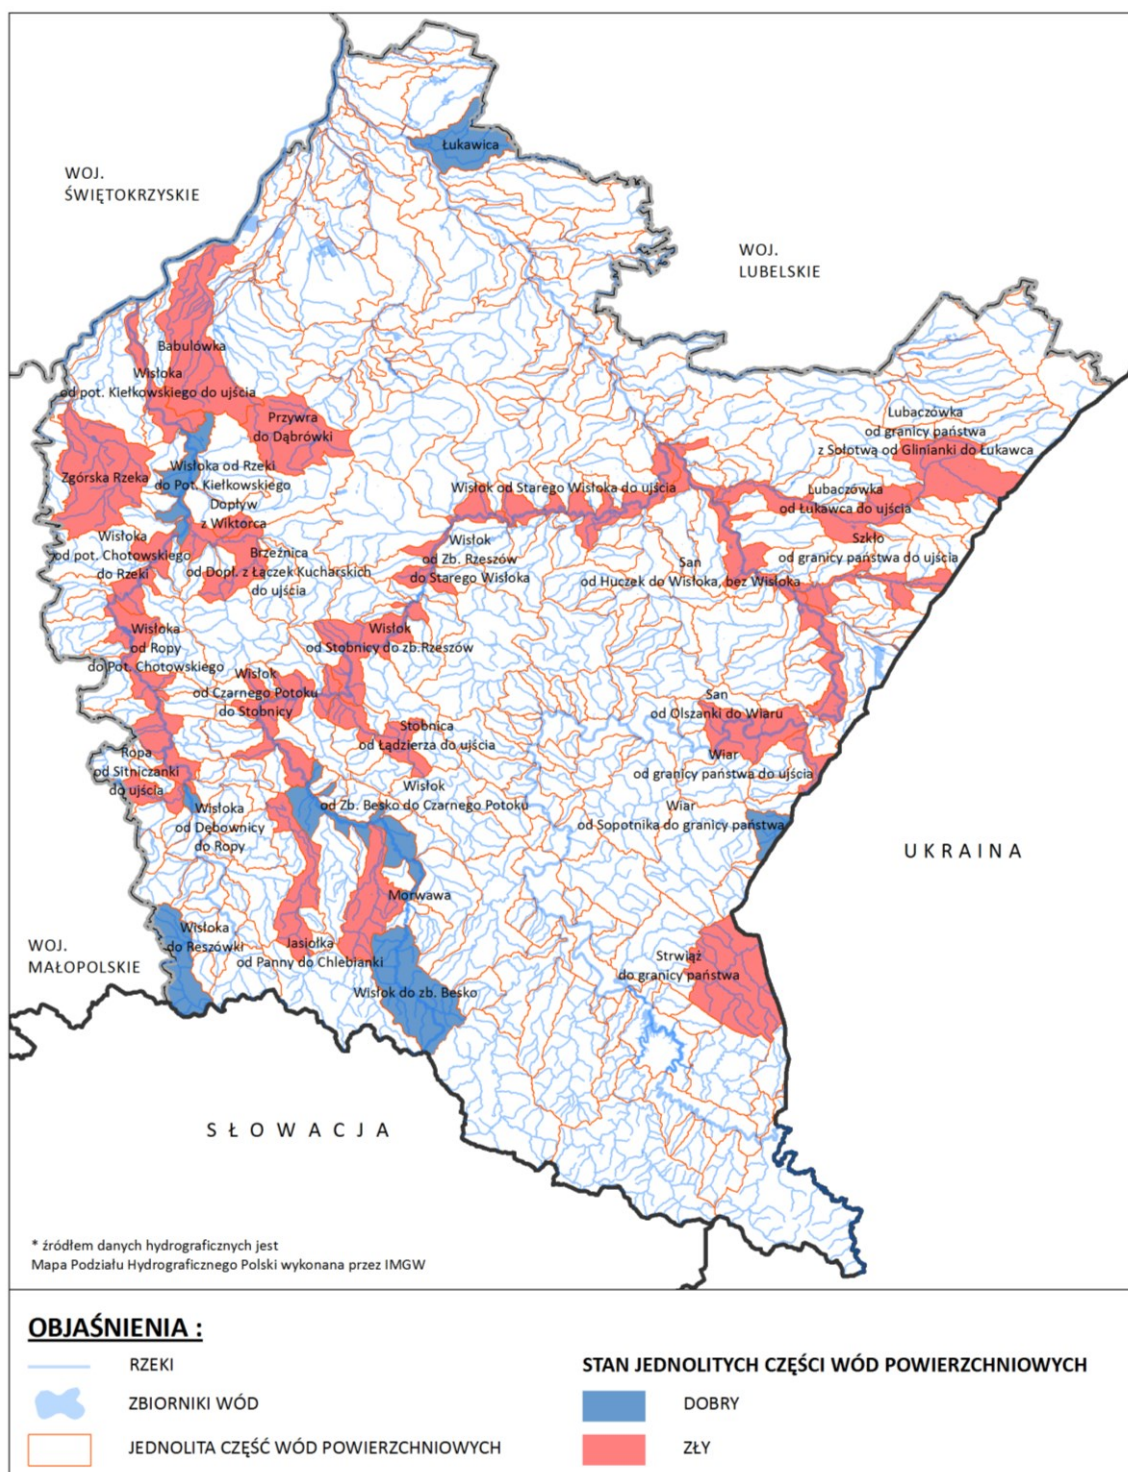 Łukawica
WOJ.
ŚWIĘTOKRZYSKIE
WOJ.
LUBELSKIE
Babulówka
Wisłoka
od pot. Kiełkowskiego do ujścia
Przywra
do Dąbrówki
Lubaczówka
od granicy państwa
z Sołotwą od Glinianki do Łukawca
Zgórska Rzeka
Wisłoka od Rzeki
do Pot. Kiełkowskiego
Wisłok od Starego Wisłoka do ujścia
Lubaczówka
od Łukawca do ujścia
Dopływ
z Wiktorca
Wisłoka
od pot. Chotowskiego
do Rzeki
Brzeźnica
od Dopł. z Łączek Kucharskich
do ujścia
Wisłok
od Zb. Rzeszów
do Starego Wisłoka
Szkło
od granicy państwa do ujścia
San
od Huczek do Wisłoka, bez Wisłoka
Wisłoka
od Ropy
do Pot. Chotowskiego
Wisłok
od Stobnicy do zb.Rzeszów
Wisłok
od Czarnego Potoku
do Stobnicy
San
od Olszanki do Wiaru
Stobnica
od Łądzierza do ujścia
Ropa
od Sitniczanki
do ujścia
Wiar
od granicy państwa do ujścia
Wisłok
od Zb. Besko do Czarnego Potoku
Wisłoka
od Dębownicy
do Ropy
Wiar
od Sopotnika do granicy państwa
UKRAINA
Morwawa
Wisłoka
do Reszówki
WOJ.
MAŁOPOLSKIE
Jasiołka
od Panny do Chlebianki
Strwiąż
do granicy państwa
Wisłok do zb. Besko
SŁOWACJA
* źródłem danych hydrograficznych jest
Mapa Podziału Hydrograficznego Polski wykonana przez IMGW
OBJAŚNIENIA :
RZEKI
ZBIORNIKI WÓD
JEDNOLITA CZĘŚĆ WÓD POWIERZCHNIOWYCH
STAN JEDNOLITYCH CZĘŚCI WÓD POWIERZCHNIOWYCH
DOBRY
ZŁY